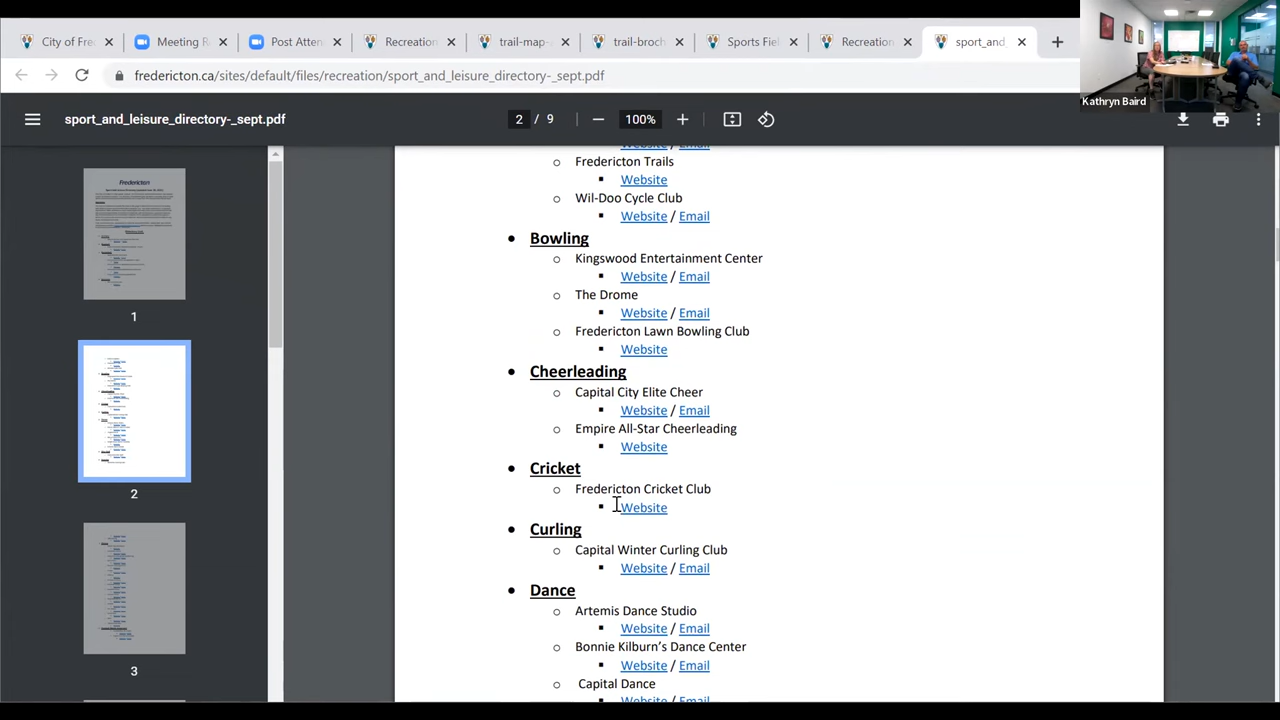 City of Fre
Meeting R
Post Atten
Recreation
trail-map
trail-broch
Sports Fiel
Recreation
sport_and
fredericton.ca/sites/default/files/recreation/sport_and_leisure_directory-_sept.pdf
Kathryn Baird
sport_and_leisure_directory-_sept.pdf
2 / 9
100%
Website / Email
Fredericton Trails
Website
Wil-Doo Cycle Club
Website / Email
Bowling
Kingswood Entertainment Center
Website / Email
The Drome
Website / Email
Fredericton Lawn Bowling Club
Website
Cheerleading
Capital City Elite Cheer
Website / Email
Empire All-Star Cheerleading
Website
Cricket
Fredericton Cricket Club
Website
Curling
Capital Winter Curling Club
Website / Email
Dance
Artemis Dance Studio
Website / Email
Bonnie Kilburn’s Dance Center
Website / Email
Capital Dance
Website / Email
Fredericton
1
2
3